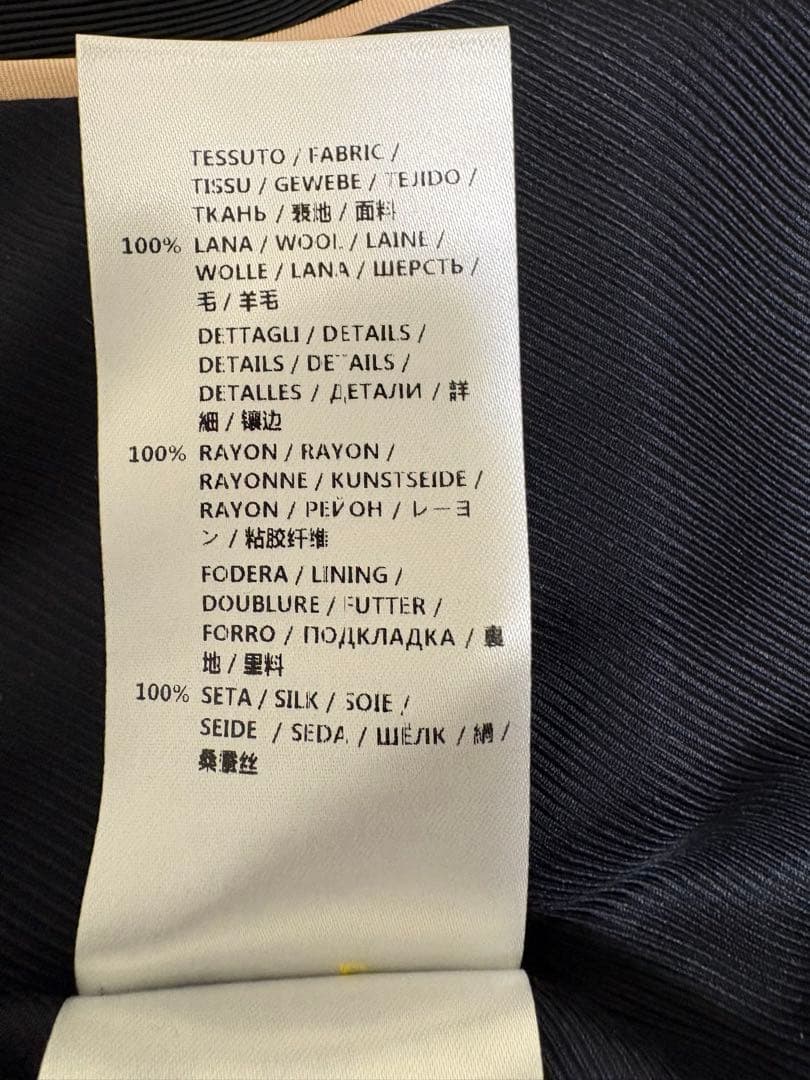 TESSUTO / FABRIC /
TISSU / GEWEBE / TEJIDO /
ТКАНЬ / 表地 / 面料
100% LANA / WOOL / LAINE /
WOLLE / LANA / ШЕРСТЬ /
毛 / 羊毛
DETTAGLI / DETAILS /
DETAILS / DETAILS /
DETALLES / ДЕТАЛИ / 詳
細 / 镶边
100% RAYON / RAYON /
RAYONNE / KUNSTSEIDE /
RAYON / РЕЙОН / レーヨ
ン / 粘胶纤维
FODERA / LINING /
DOUBLURE / FUTTER /
FORRO / ПОДКЛАДКА / 裏
地 / 里料
100% SETA / SILK / SOIE /
SEIDE / SEDA / ШЁЛК / /
桑蚕丝